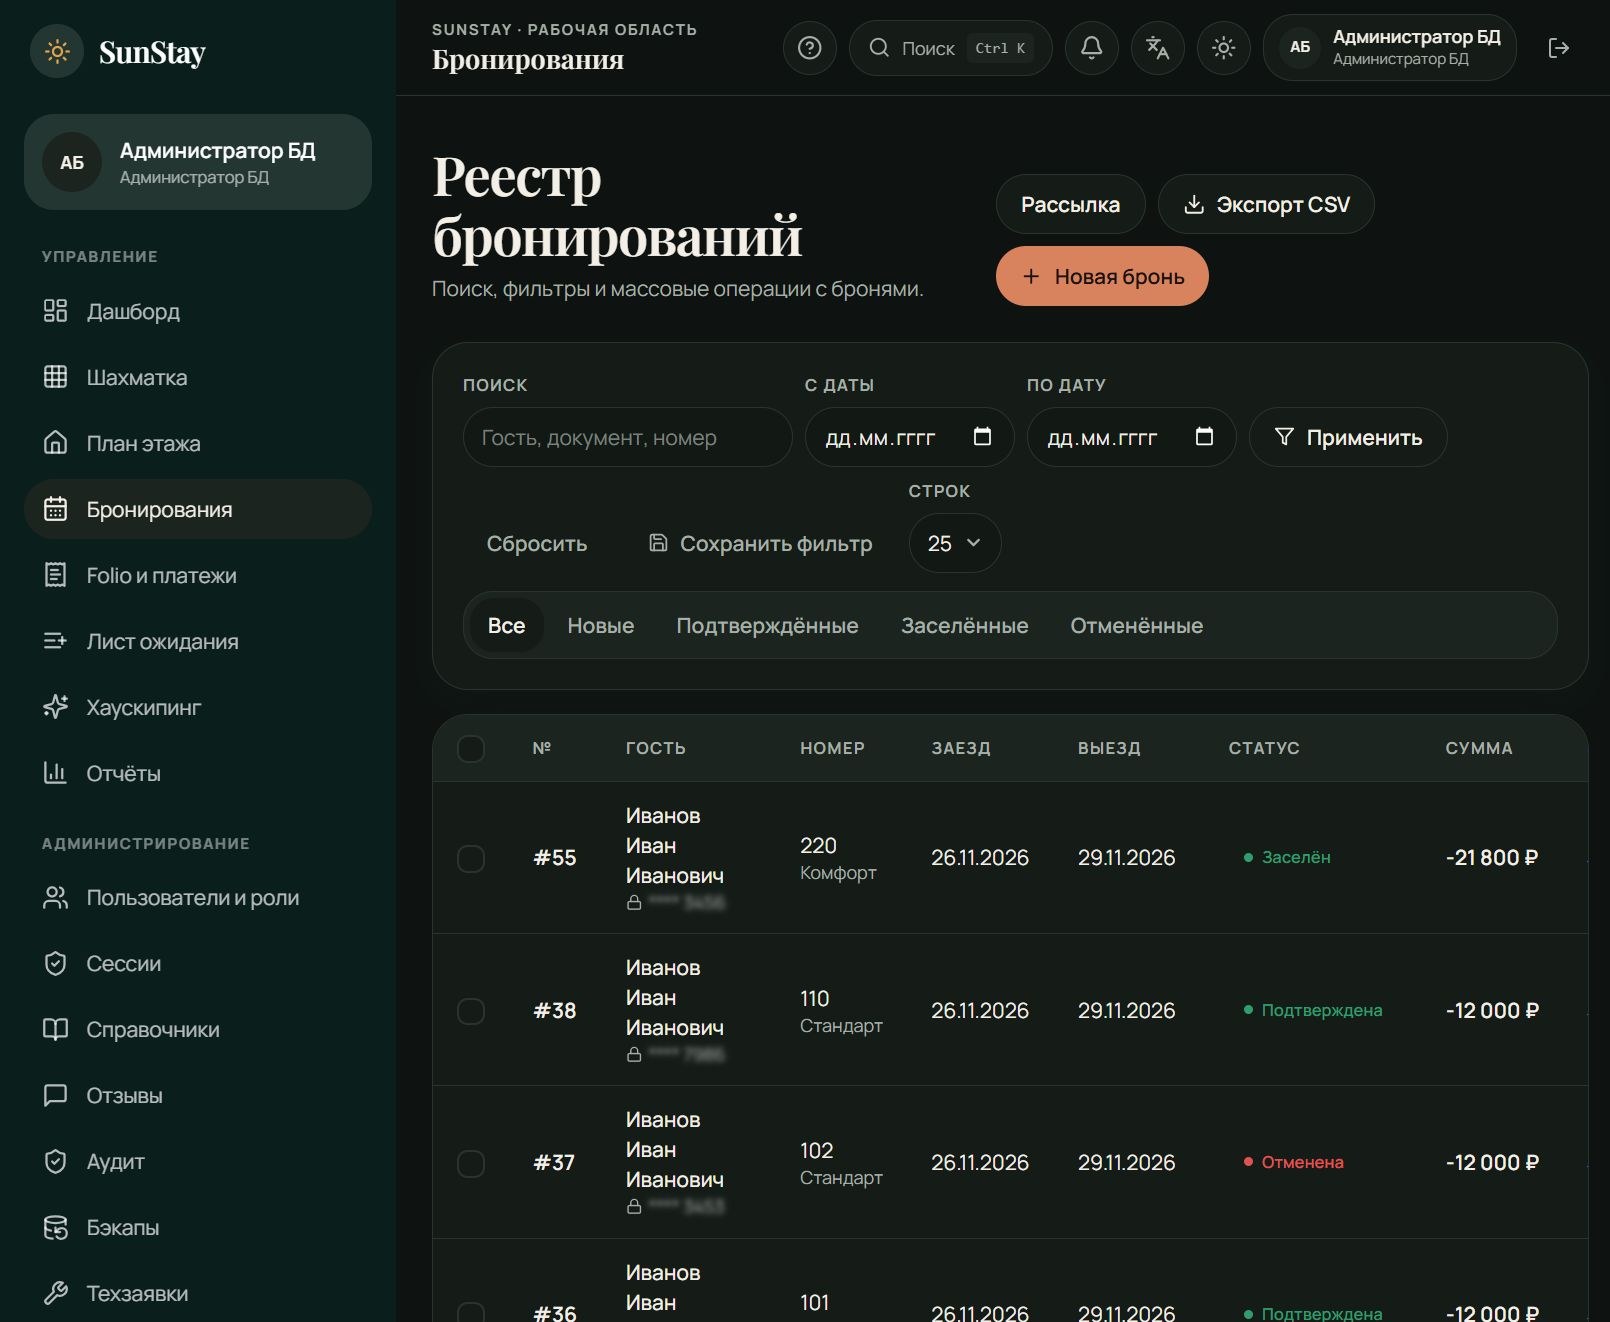 SunStay
Администратор БД
АБ
Администратор БД
УПРАВЛЕНИЕ
Дашборд
Шахматка
План этажа
Бронирования
Folio и платежи
Лист ожидания
Хаускипинг
Отчёты
АДМИНИСТРИРОВАНИЕ
Пользователи и роли
Сессии
Справочники
Отзывы
Аудит
Бэкапы
Техзаявки
SUNSTAY · РАБОЧАЯ ОБЛАСТЬ
Бронирования
Поиск Ctrl K
АБ
Администратор БД
Администратор БД
Реестр
бронирований
Поиск, фильтры и массовые операции с бронями.
Рассылка
Экспорт CSV
+ Новая бронь
ПОИСК С ДАТЫ ПО ДАТУ
Гость, документ, номер дд.мм.гггг дд.мм.гггг Применить
СТРОК
Сбросить Сохранить фильтр 25
Все Новые Подтверждённые Заселённые Отменённые
№ ГОСТЬ НОМЕР ЗАЕЗД ВЫЕЗД СТАТУС СУММА
Иванов
Иван
Иванович
#55 220 26.11.2026 29.11.2026 Заселён -21 800 ₽
Комфорт
Иванов
Иван
Иванович
#38 110 26.11.2026 29.11.2026 Подтверждена -12 000 ₽
Стандарт
Иванов
Иван
Иванович
#37 102 26.11.2026 29.11.2026 Отменена -12 000 ₽
Стандарт
Иванов
Иван
#36 101 26.11.2026 29.11.2026 Подтверждена -12 000 ₽